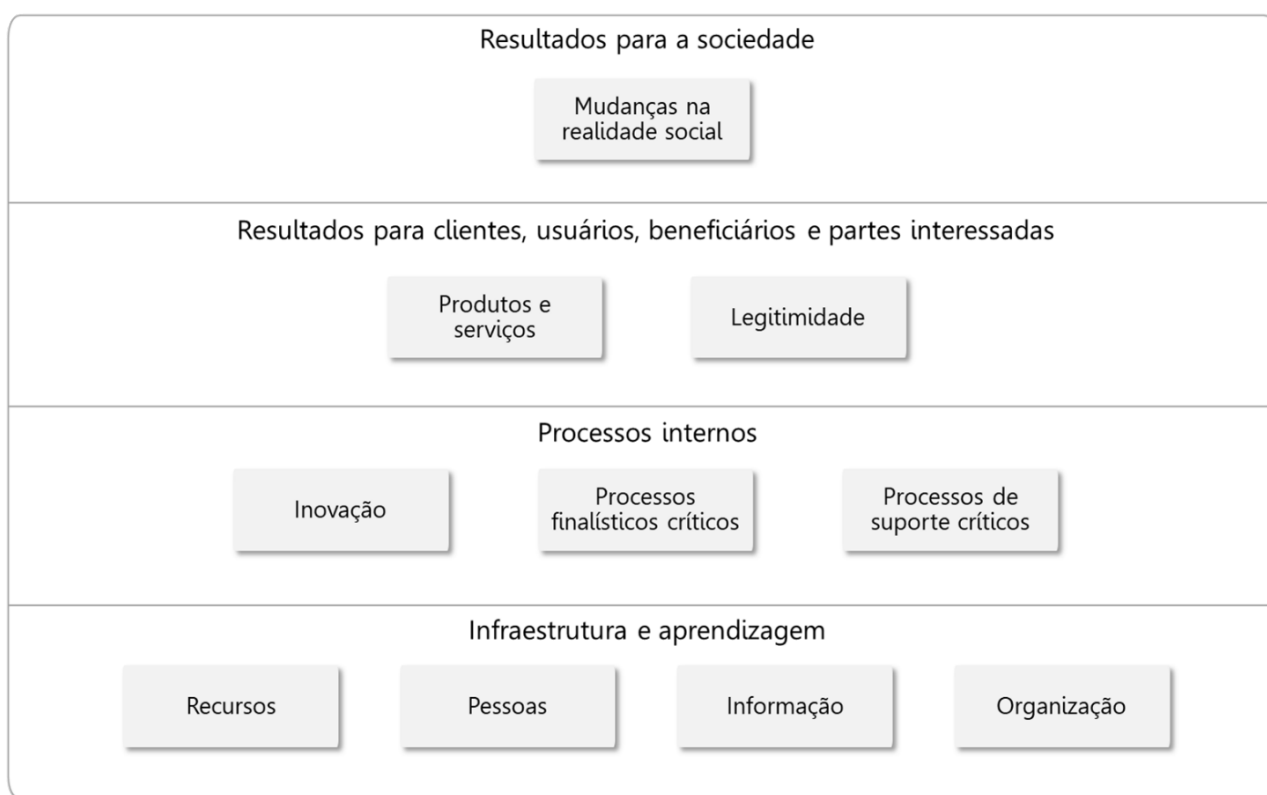 Resultados para a sociedade
Mudanças na
realidade social
Resultados para clientes, usuários, beneficiários e partes interessadas
Produtos e
serviços
Legitimidade
Processos internos
Inovação
Processos
finalísticos críticos
Processos de
suporte críticos
Infraestrutura e aprendizagem
Recursos
Pessoas
Informação
Organização